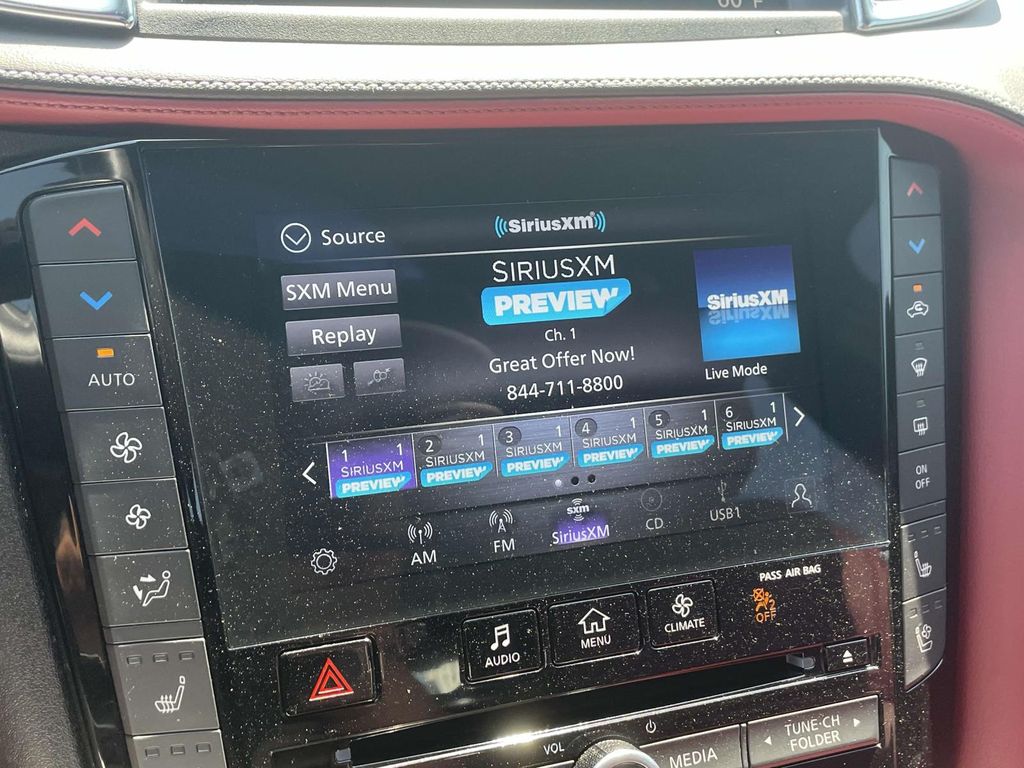 60°F
Source
SiriusXM
SXM Menu
Replay
SIRIUSXM
PREVIEW
Ch. 1
Great Offer Now!
844-711-8800
SiriusXM
Live Mode
1 1
SIRIUSXM
PREVIEW
2 1
SIRIUSXM
PREVIEW
3 1
SIRIUSXM
PREVIEW
4 1
SIRIUSXM
PREVIEW
5 1
SIRIUSXM
PREVIEW
6 1
SIRIUSXM
PREVIEW
AM
FM
sxm
SiriusXM
CD
USB1
AUTO
ON
OFF
PASS AIR BAG
2
OFF
AUDIO
MENU
CLIMATE
VOL
MEDIA
TUNE·CH
FOLDER